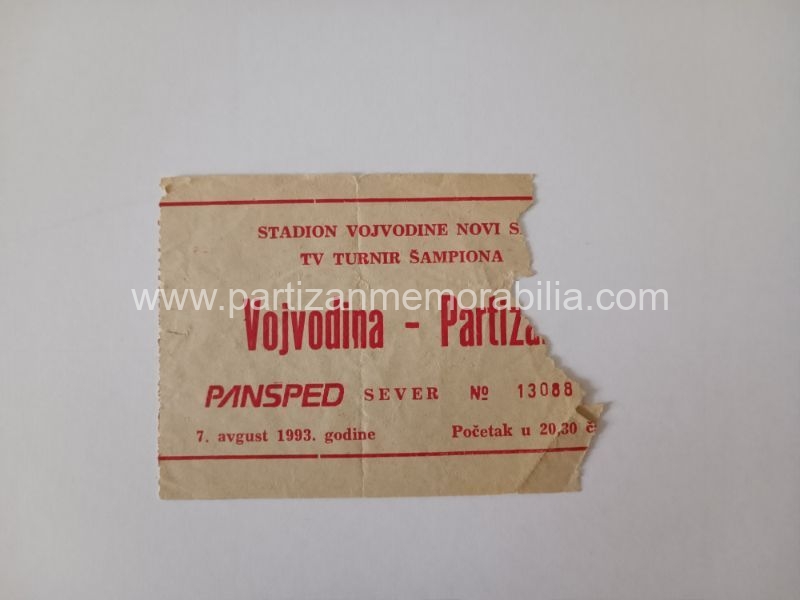 STADION VOJVODINE NOVI S
TV TURNIR ŠAMPIONA
www.partizanmemorabilia.com
Vojvodina - Partiza
PANSPED SEVER № 13088
7. avgust 1993. godine Početak u 20,30 č